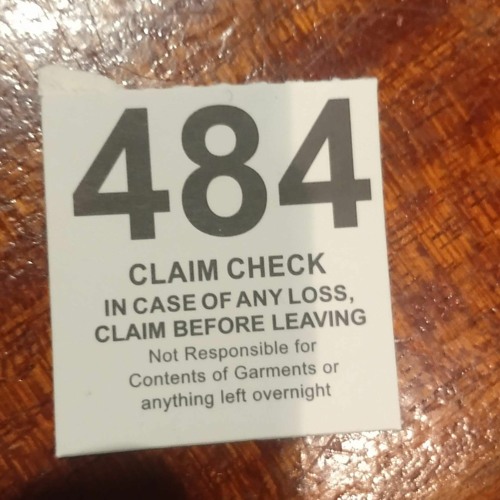 484
CLAIM CHECK
IN CASE OF ANY LOSS,
CLAIM BEFORE LEAVING
Not Responsible for
Contents of Garments or
anything left overnight